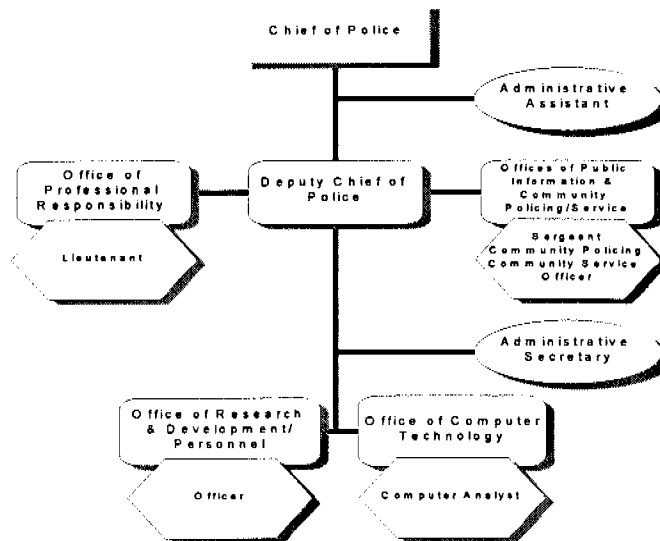 Chief of Police
Administrative
Assistant
Office of
Professional
Responsibility
Deputy Chief of
Police
Offices of Public
Information &
Community
Policing/Service
Lieutenant
Sergeant
Community Policing
Community Service
Officer
Administrative
Secretary
Office of Research
& Development/
Personnel
Office of Computer
Technology
Officer
Computer Analyst